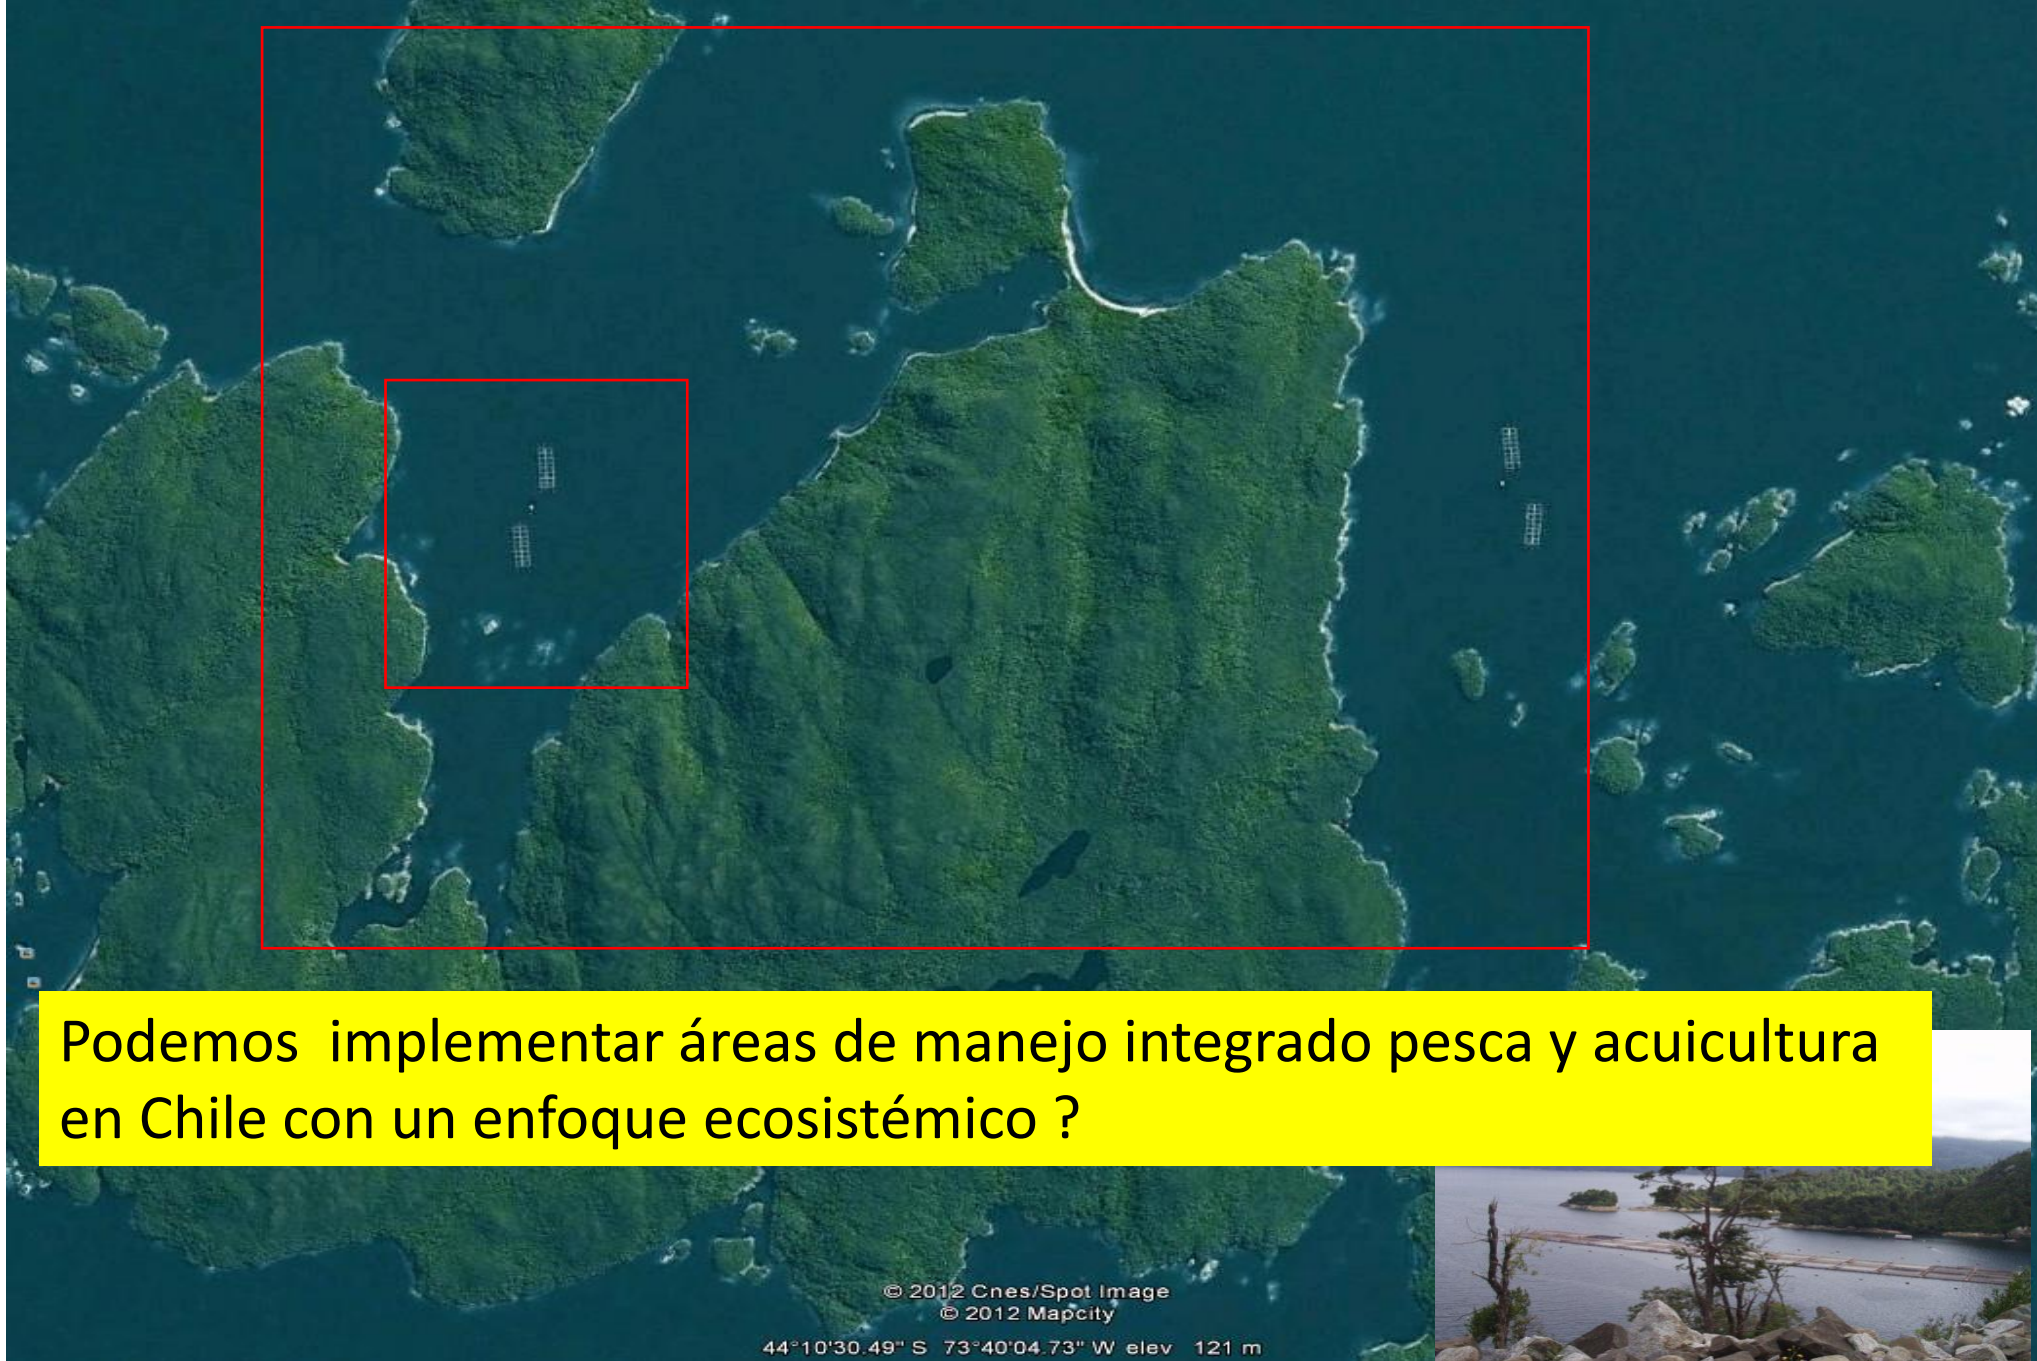 Podemos  implementar áreas de manejo integrado pesca y acuicultura
en Chile con un enfoque ecosistémico ?
© 2012 Cnes/Spot Image
© 2012 Mapcity
44°10'30.49" S  73°40'04.73" W  elev  121 m